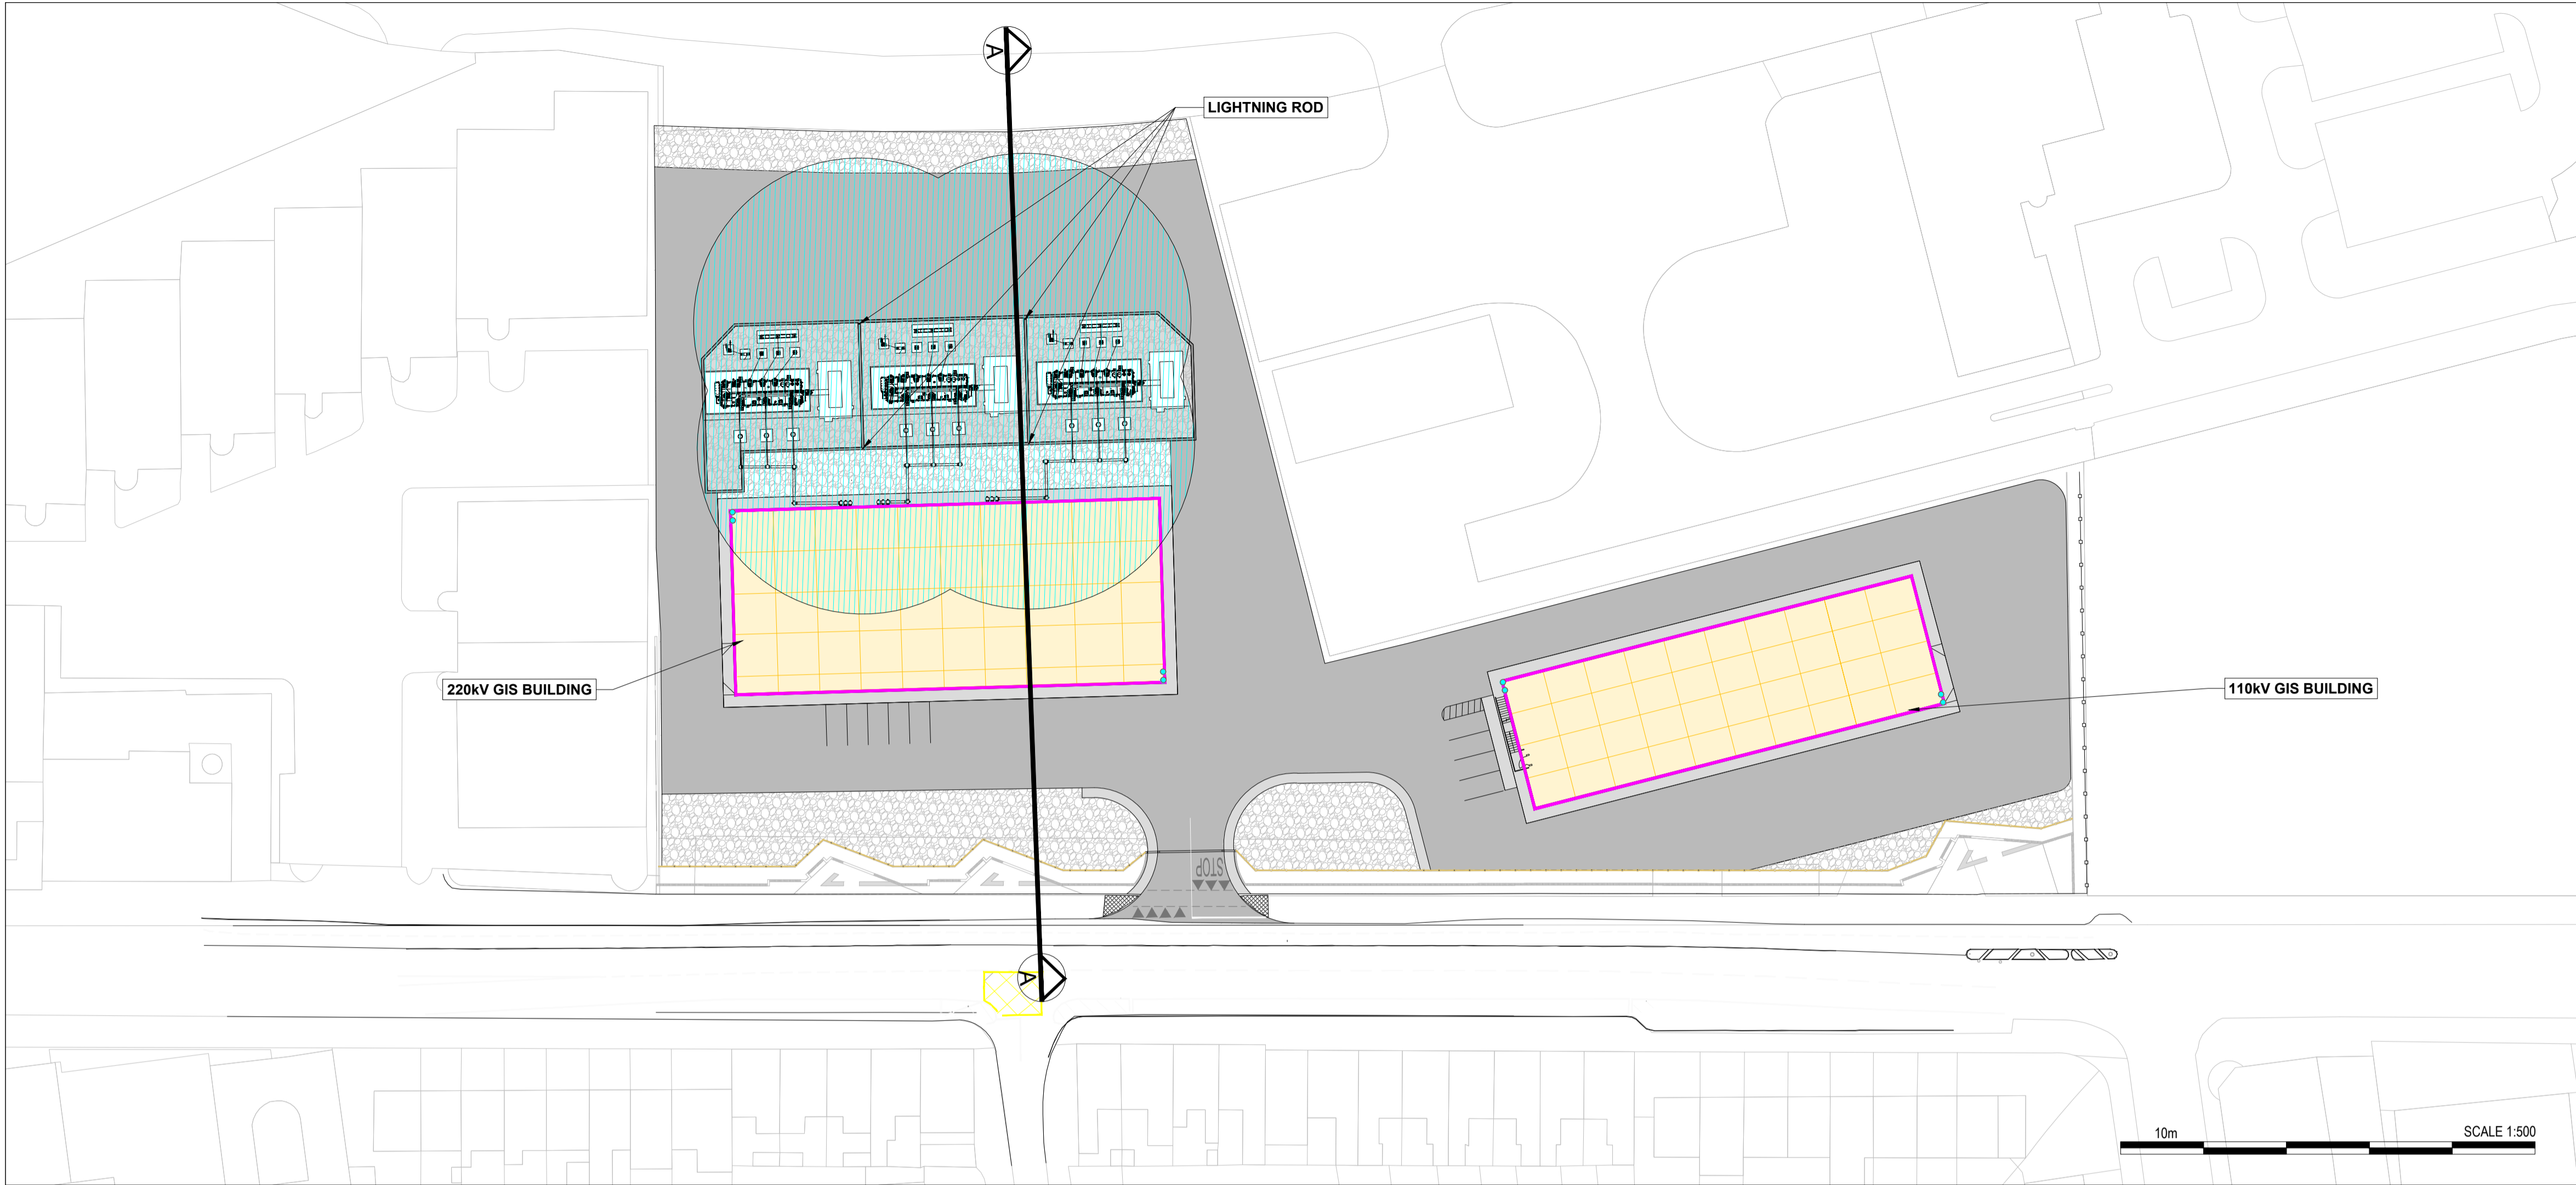 A
LIGHTNING ROD
220kV GIS BUILDING
110kV GIS BUILDING
STOP
A
10m
SCALE 1:500